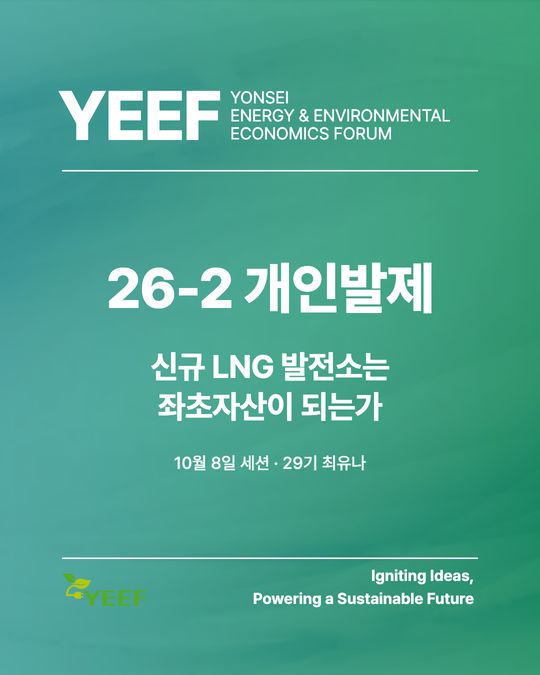 YEEF
YONSEI
ENERGY & ENVIRONMENTAL
ECONOMICS FORUM
26-2 개인발제
신규 LNG 발전소는
좌초자산이 되는가
10월 8일 세션 · 29기 최유나
YEEF
Igniting Ideas,
Powering a Sustainable Future